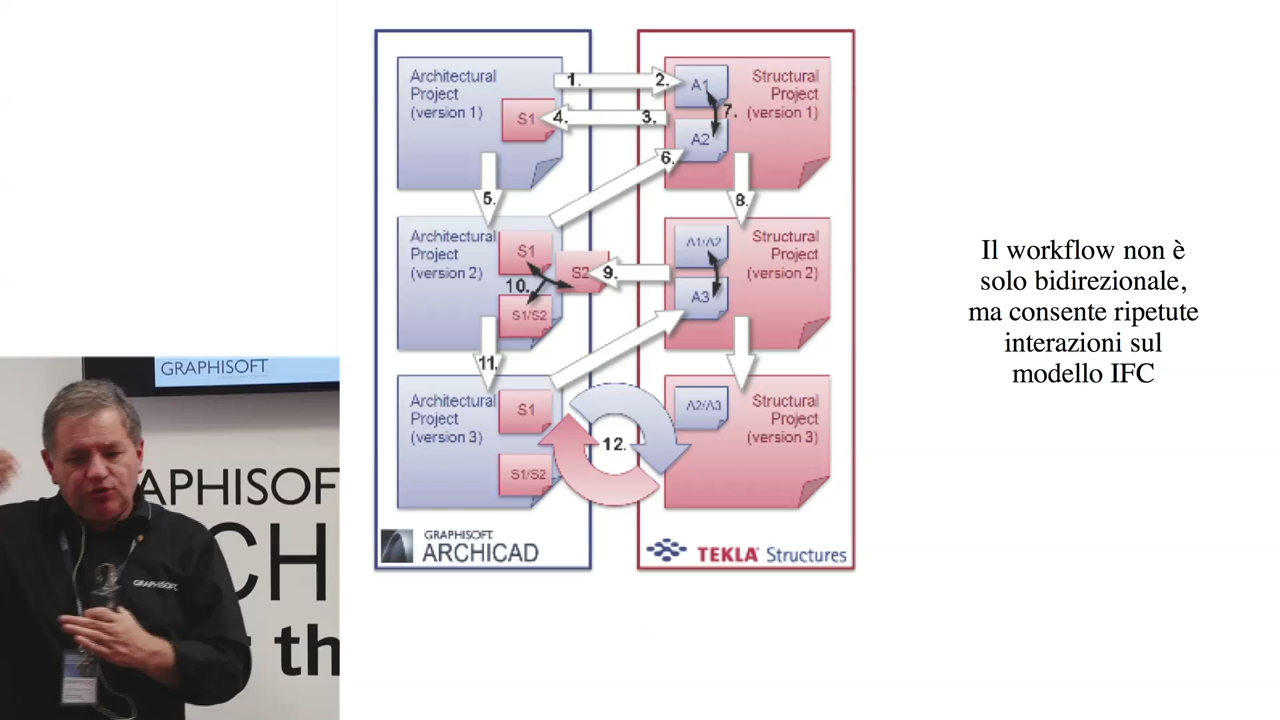 Architectural
Project
(version 1)
S1
1.
2.
4.
3.
A1
A2
7.
Structural
Project
(version 1)
5.
6.
8.
Architectural
Project
(version 2)
S1
S2
10.
S1/S2
9.
A1/A2
A3
Structural
Project
(version 2)
11.
Architectural
Project
(version 3)
S1
S1/S2
12.
A2/A3
Structural
Project
(version 3)
GRAPHISOFT
ARCHICAD
TEKLA Structures
Il workflow non è
solo bidirezionale,
ma consente ripetute
interazioni sul
modello IFC
GRAPHISOFT
APHISOF
CH
th
GRAPHISOFT